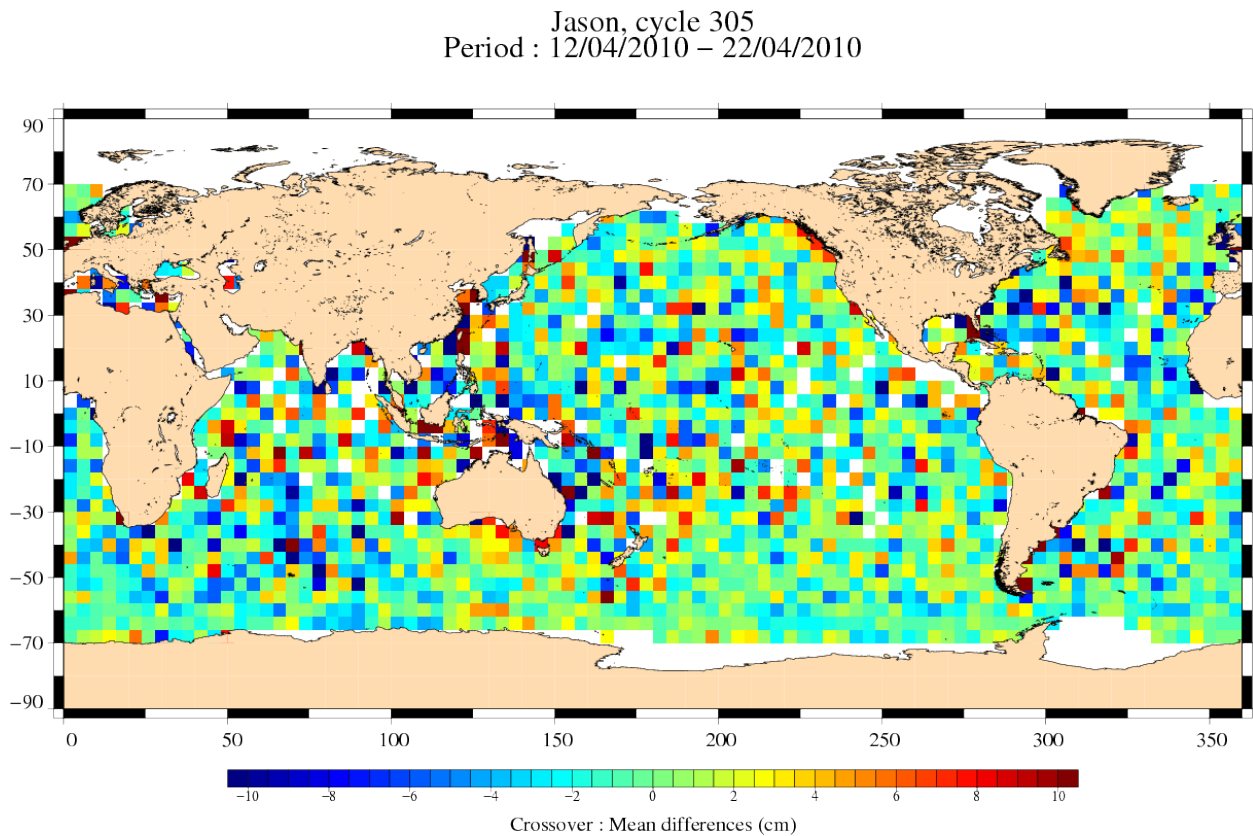 Jason, cycle 305
Period : 12/04/2010 − 22/04/2010
90
70
50
30
10
−10
−30
−50
−70
−90
0 50 100 150 200 250 300 350
−10 −8 −6 −4 −2 0 2 4 6 8 10
Crossover : Mean differences (cm)